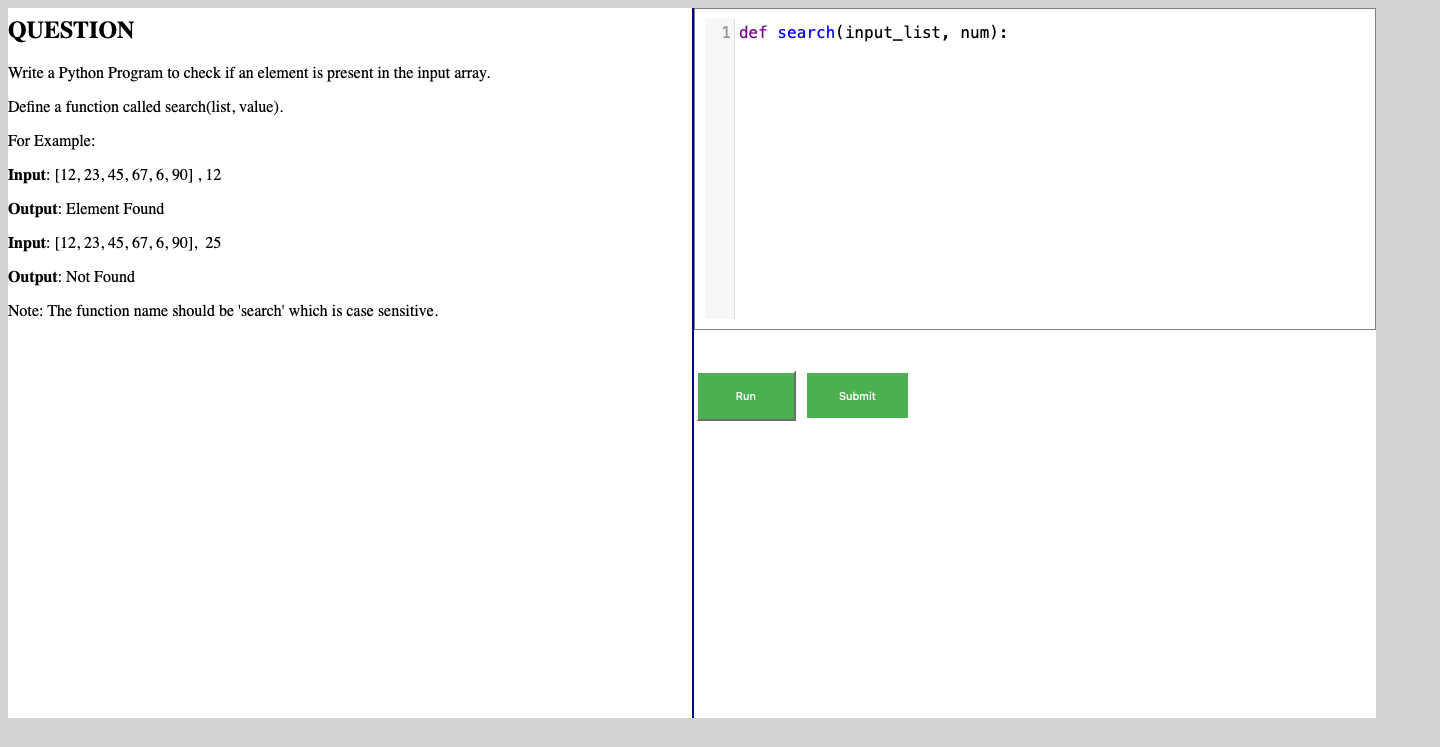 QUESTION
Write a Python Program to check if an element is present in the input array.
Define a function called search(list, value).
For Example:
Input: [12, 23, 45, 67, 6, 90] , 12
Output: Element Found
Input: [12, 23, 45, 67, 6, 90],  25
Output: Not Found
Note: The function name should be 'search' which is case sensitive.
1 def search(input_list, num):
Run
Submit